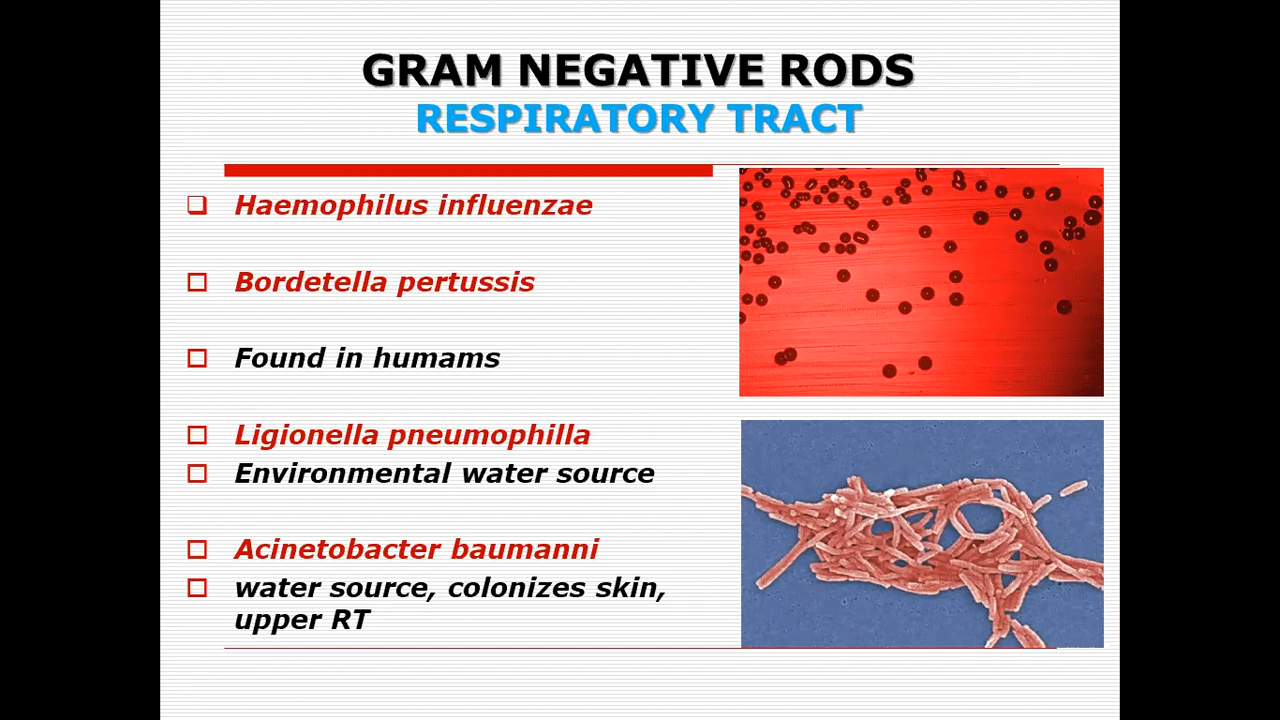 GRAM NEGATIVE RODS
RESPIRATORY TRACT
Haemophilus influenzae
Bordetella pertussis
Found in humams
Ligionella pneumophilla
Environmental water source
Acinetobacter baumanni
water source, colonizes skin,
upper RT